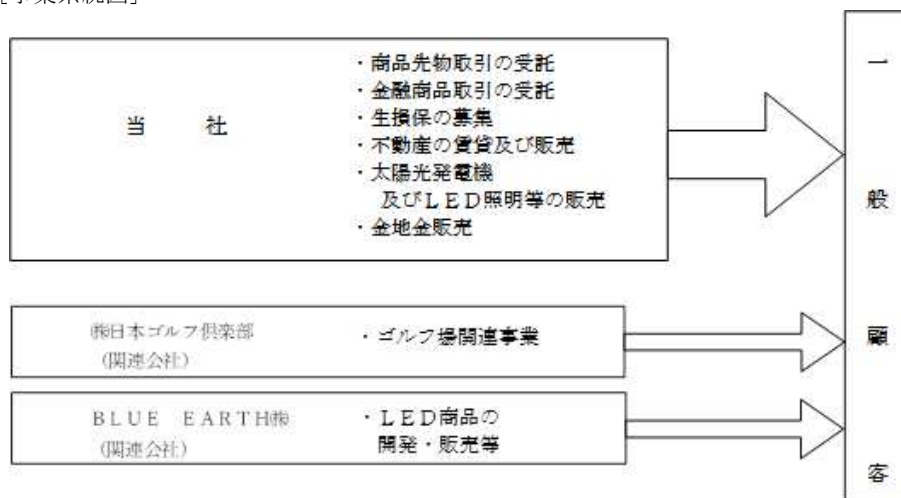 [事業系統図]
当 社
・商品先物取引の受託
・金融商品取引の受託
・生損保の募集
・不動産の賃貸及び販売
・太陽光発電機
及びLED照明等の販売
・金地金販売
㈱日本ゴルフ倶楽部
(関連会社)
・ゴルフ場関連事業
BLUE EARTH㈱
(関連会社)
・LED商品の
開発・販売等
一般顧客